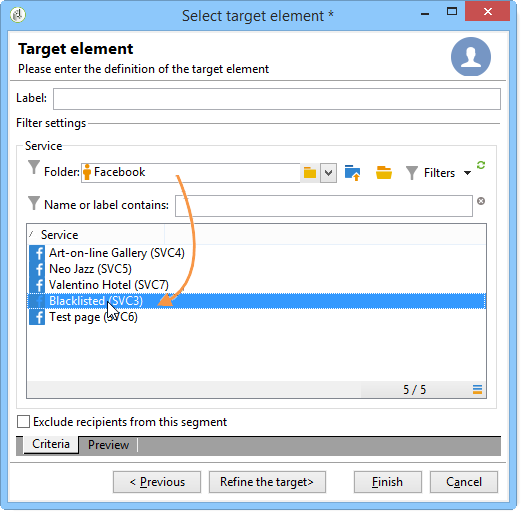 Select target element *
Target element
Please enter the definition of the target element
Label:
Filter settings
Service
Folder: Facebook Filters
Name or label contains:
Service
Art-on-line Gallery (SVC4)
Neo Jazz (SVC5)
Valentino Hotel (SVC7)
Blacklisted (SVC3)
Test page (SVC6)
5 / 5
Exclude recipients from this segment
Criteria Preview
< Previous Refine the target> Finish Cancel